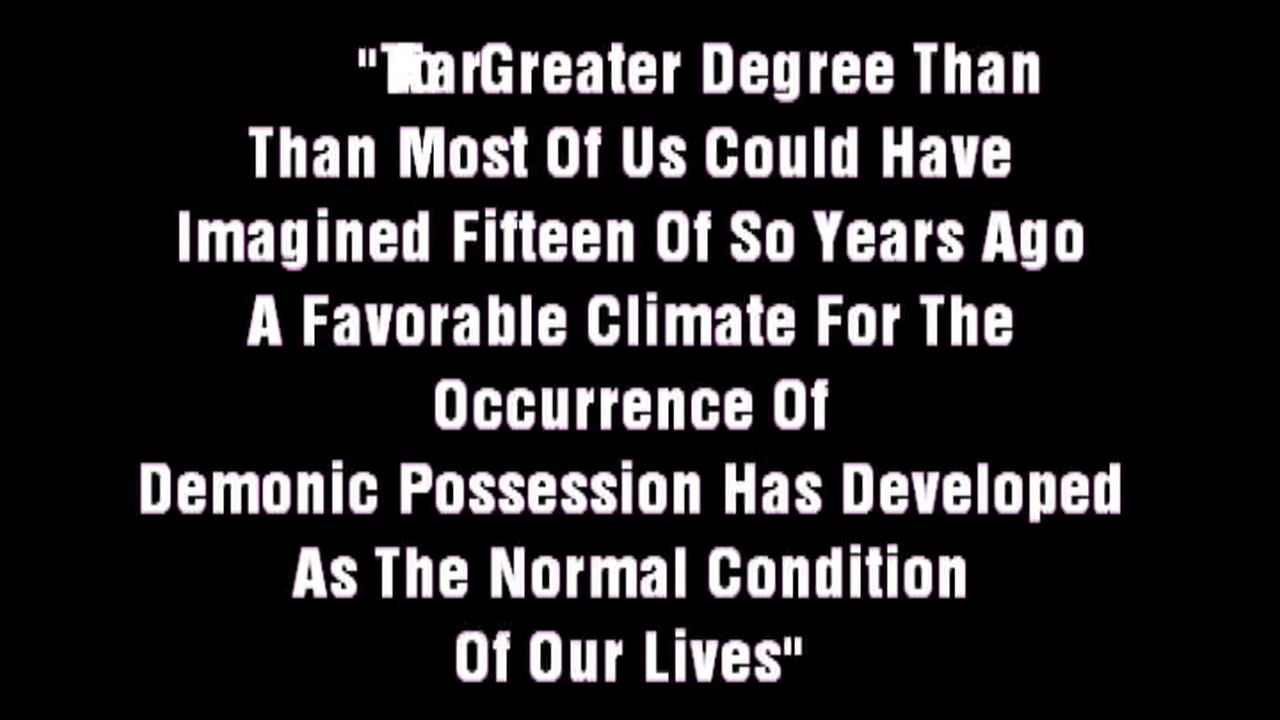 Greater Degree Than
Than Most Of Us Could Have
Imagined Fifteen Of So Years Ago
A Favorable Climate For The
Occurrence Of
Demonic Possession Has Developed
As The Normal Condition
Of Our Lives"